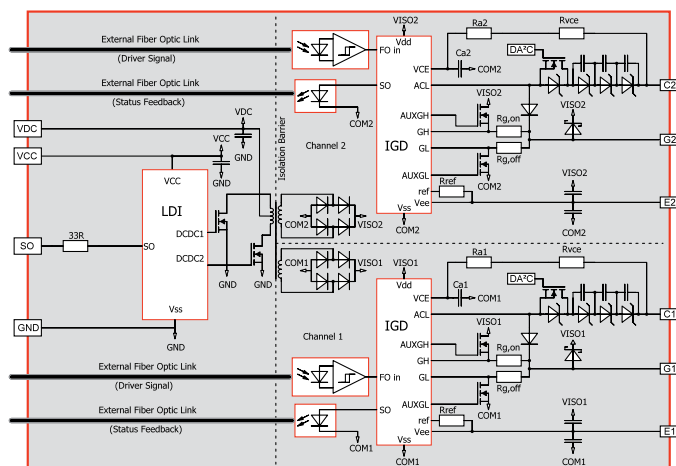 VISO2
External Fiber Optic Link
(Driver Signal)
FO in
Vdd
Ra2
Rvce
DA²C
VCE
Ca2
COM2
External Fiber Optic Link
(Status Feedback)
SO
ACL
C2
COM2
VDC
VDC
GND
Isolation Barrier
Channel 2
VISO2
AUXGH
GH
Rg,on
VISO2
G2
IGD
GL
Rg,off
VCC
VCC
GND
AUXGL
COM2
VCC
LDI
ref
Rref
VISO2
Vee
E2
Vss
COM2
COM2
DCDC1
COM2
VISO2
SO
33R
SO
DCDC2
GND
GND
COM1
VISO1
VISO1
Ra1
Rvce
Vdd
DA²C
VCE
Ca1
COM1
Vss
GND
GND
ACL
C1
IGD
VISO1
VISO1
Channel 1
AUXGH
GH
Rg,on
G1
External Fiber Optic Link
(Driver Signal)
FO in
GL
Rg,off
AUXGL
COM1
External Fiber Optic Link
(Status Feedback)
SO
ref
Rref
VISO1
Vee
E1
Vss
COM1
COM1
COM1